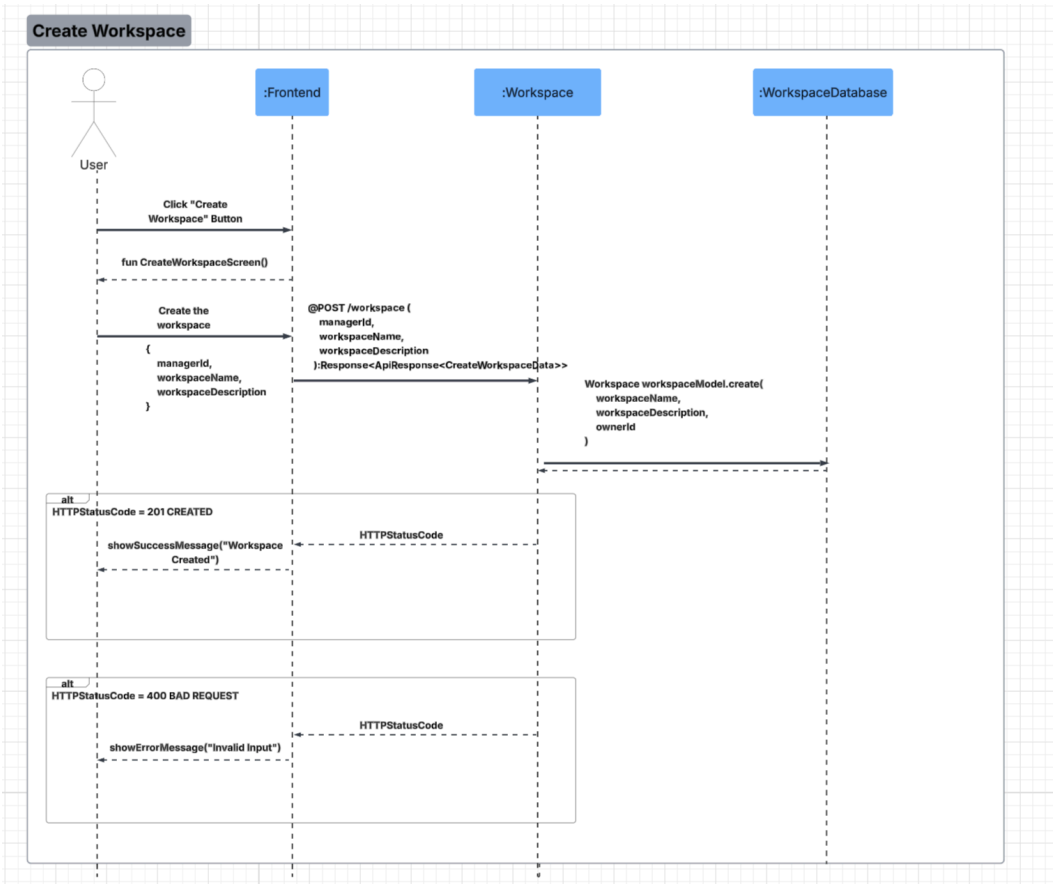 Create Workspace
:Frontend
:Workspace
:WorkspaceDatabase
User
Click "Create
Workspace" Button
fun CreateWorkspaceScreen()
Create the
workspace
{
managerId,
workspaceName,
workspaceDescription
}
@POST /workspace (
managerId,
workspaceName,
workspaceDescription
):Response<ApiResponse<CreateWorkspaceData>>
Workspace workspaceModel.create(
workspaceName,
workspaceDescription,
ownerId
)
alt
HTTPStatusCode = 201 CREATED
HTTPStatusCode
showSuccessMessage("Workspace
Created")
alt
HTTPStatusCode = 400 BAD REQUEST
HTTPStatusCode
showErrorMessage("Invalid Input")